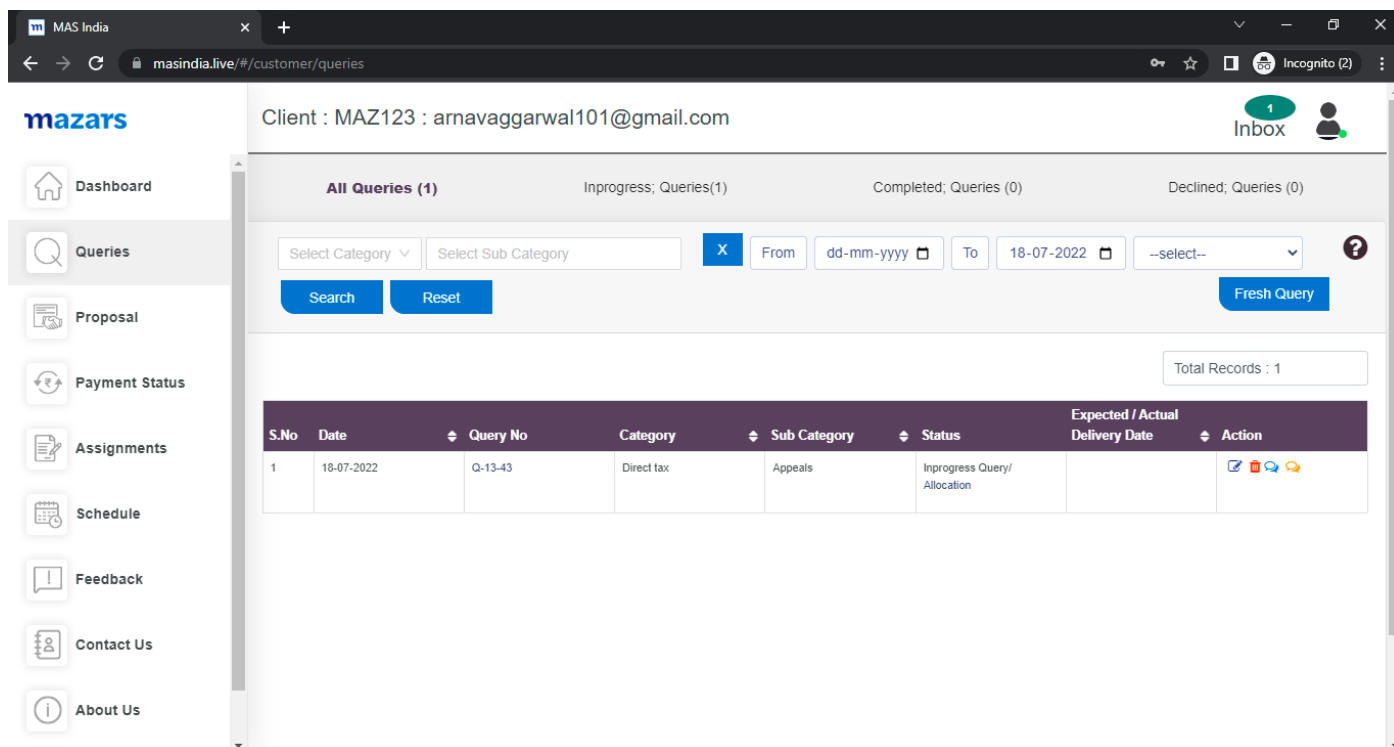 MAS India
masindia.live/#/customer/queries
Incognito (2)
mazars
Client : MAZ123 : arnavaggarwal101@gmail.com
1
Inbox
Dashboard
Queries
Proposal
Payment Status
Assignments
Schedule
Feedback
Contact Us
About Us
All Queries (1) Inprogress; Queries(1) Completed; Queries (0) Declined; Queries (0)
Select Category Select Sub Category X From dd-mm-yyyy To 18-07-2022 --select-- ?
Search Reset Fresh Query
Total Records : 1
S.No Date Query No Category Sub Category Status Expected / Actual Delivery Date Action
1 18-07-2022 Q-13-43 Direct tax Appeals Inprogress Query/
Allocation